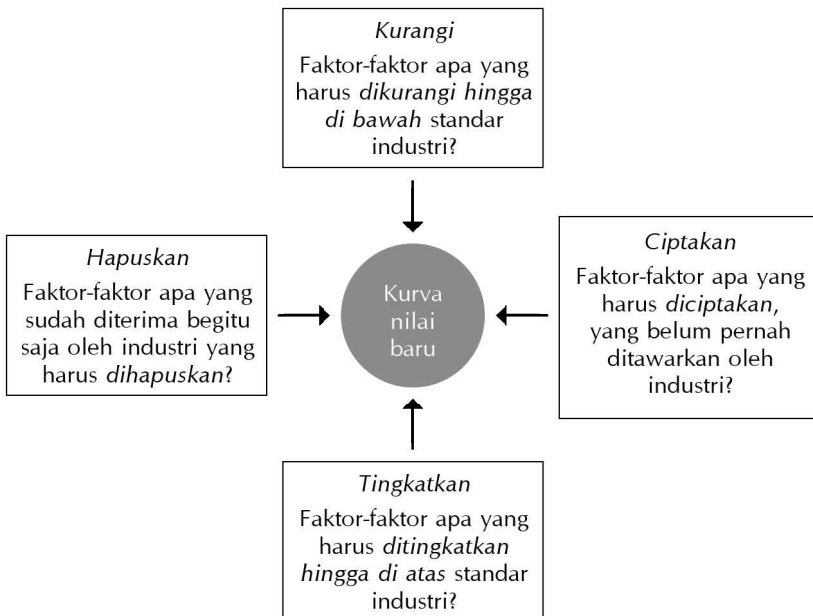 Kurangi
Faktor-faktor apa yang
harus dikurangi hingga
di bawah standar
industri?
Hapuskan
Faktor-faktor apa yang
sudah diterima begitu
saja oleh industri yang
harus dihapuskan?
Kurva
nilai
baru
Ciptakan
Faktor-faktor apa yang
harus diciptakan,
yang belum pernah
ditawarkan oleh
industri?
Tingkatkan
Faktor-faktor apa yang
harus ditingkatkan
hingga di atas standar
industri?